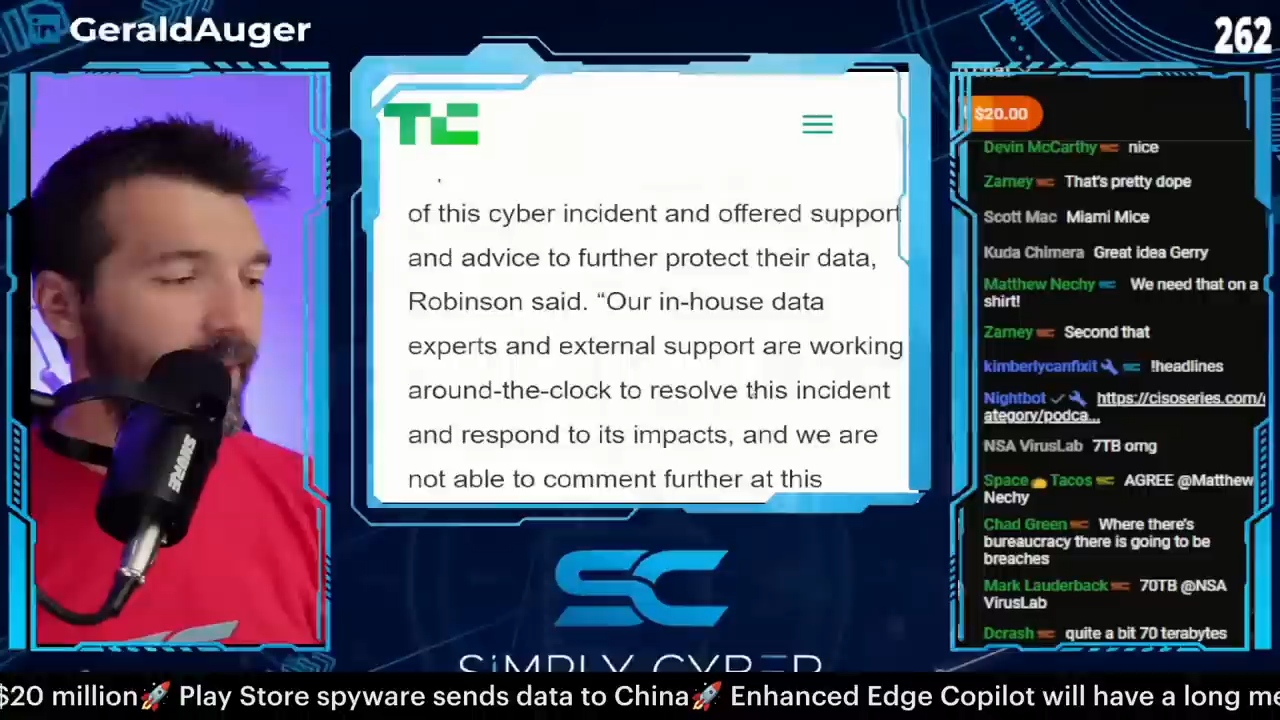 GeraldAuger
262
TC
of this cyber incident and offered support
and advice to further protect their data,
Robinson said. “Our in-house data
experts and external support are working
around-the-clock to resolve this incident
and respond to its impacts, and we are
not able to comment further at this
$20.00
Devin McCarthy nice
Zarney That's pretty dope
Scott Mac Miami Mice
Kuda Chimera Great idea Gerry
Matthew Nechy We need that on a
shirt!
Zarney Second that
kimberlycanfixit !headlines
Nightbot https://cisoseries.com/
ategory/podca...
NSA VirusLab 7TB omg
Space Tacos AGREE @Matthew
Nechy
Chad Green Where there's
bureaucracy there is going to be
breaches
Mark Lauderback 70TB @NSA
VirusLab
Dcrash quite a bit 70 terabytes
SC
SIMPLY CYBER
SHURE
$20 million🚀 Play Store spyware sends data to China🚀 Enhanced Edge Copilot will have a long me